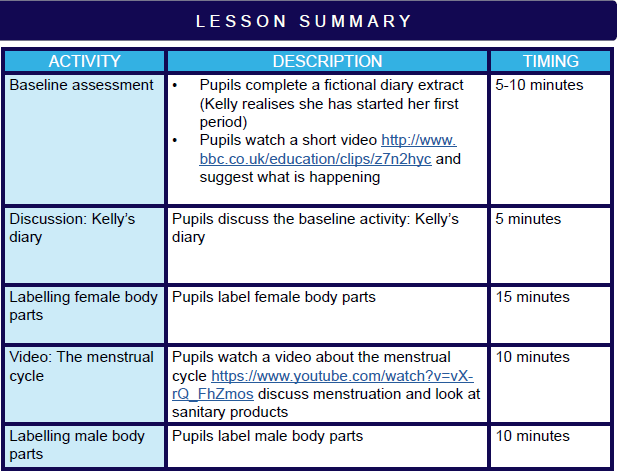 LESSON SUMMARY
ACTIVITY DESCRIPTION TIMING
Baseline assessment
• Pupils complete a fictional diary extract
(Kelly realises she has started her first
period)
• Pupils watch a short video http://www.
bbc.co.uk/education/clips/z7n2hyc and
suggest what is happening
5-10 minutes
Discussion: Kelly’s
diary
Pupils discuss the baseline activity: Kelly’s
diary
5 minutes
Labelling female body
parts
Pupils label female body parts
15 minutes
Video: The menstrual
cycle
Pupils watch a video about the menstrual
cycle https://www.youtube.com/watch?v=vX-
rQ_FhZmos discuss menstruation and look at
sanitary products
10 minutes
Labelling male body
parts
Pupils label male body parts
10 minutes